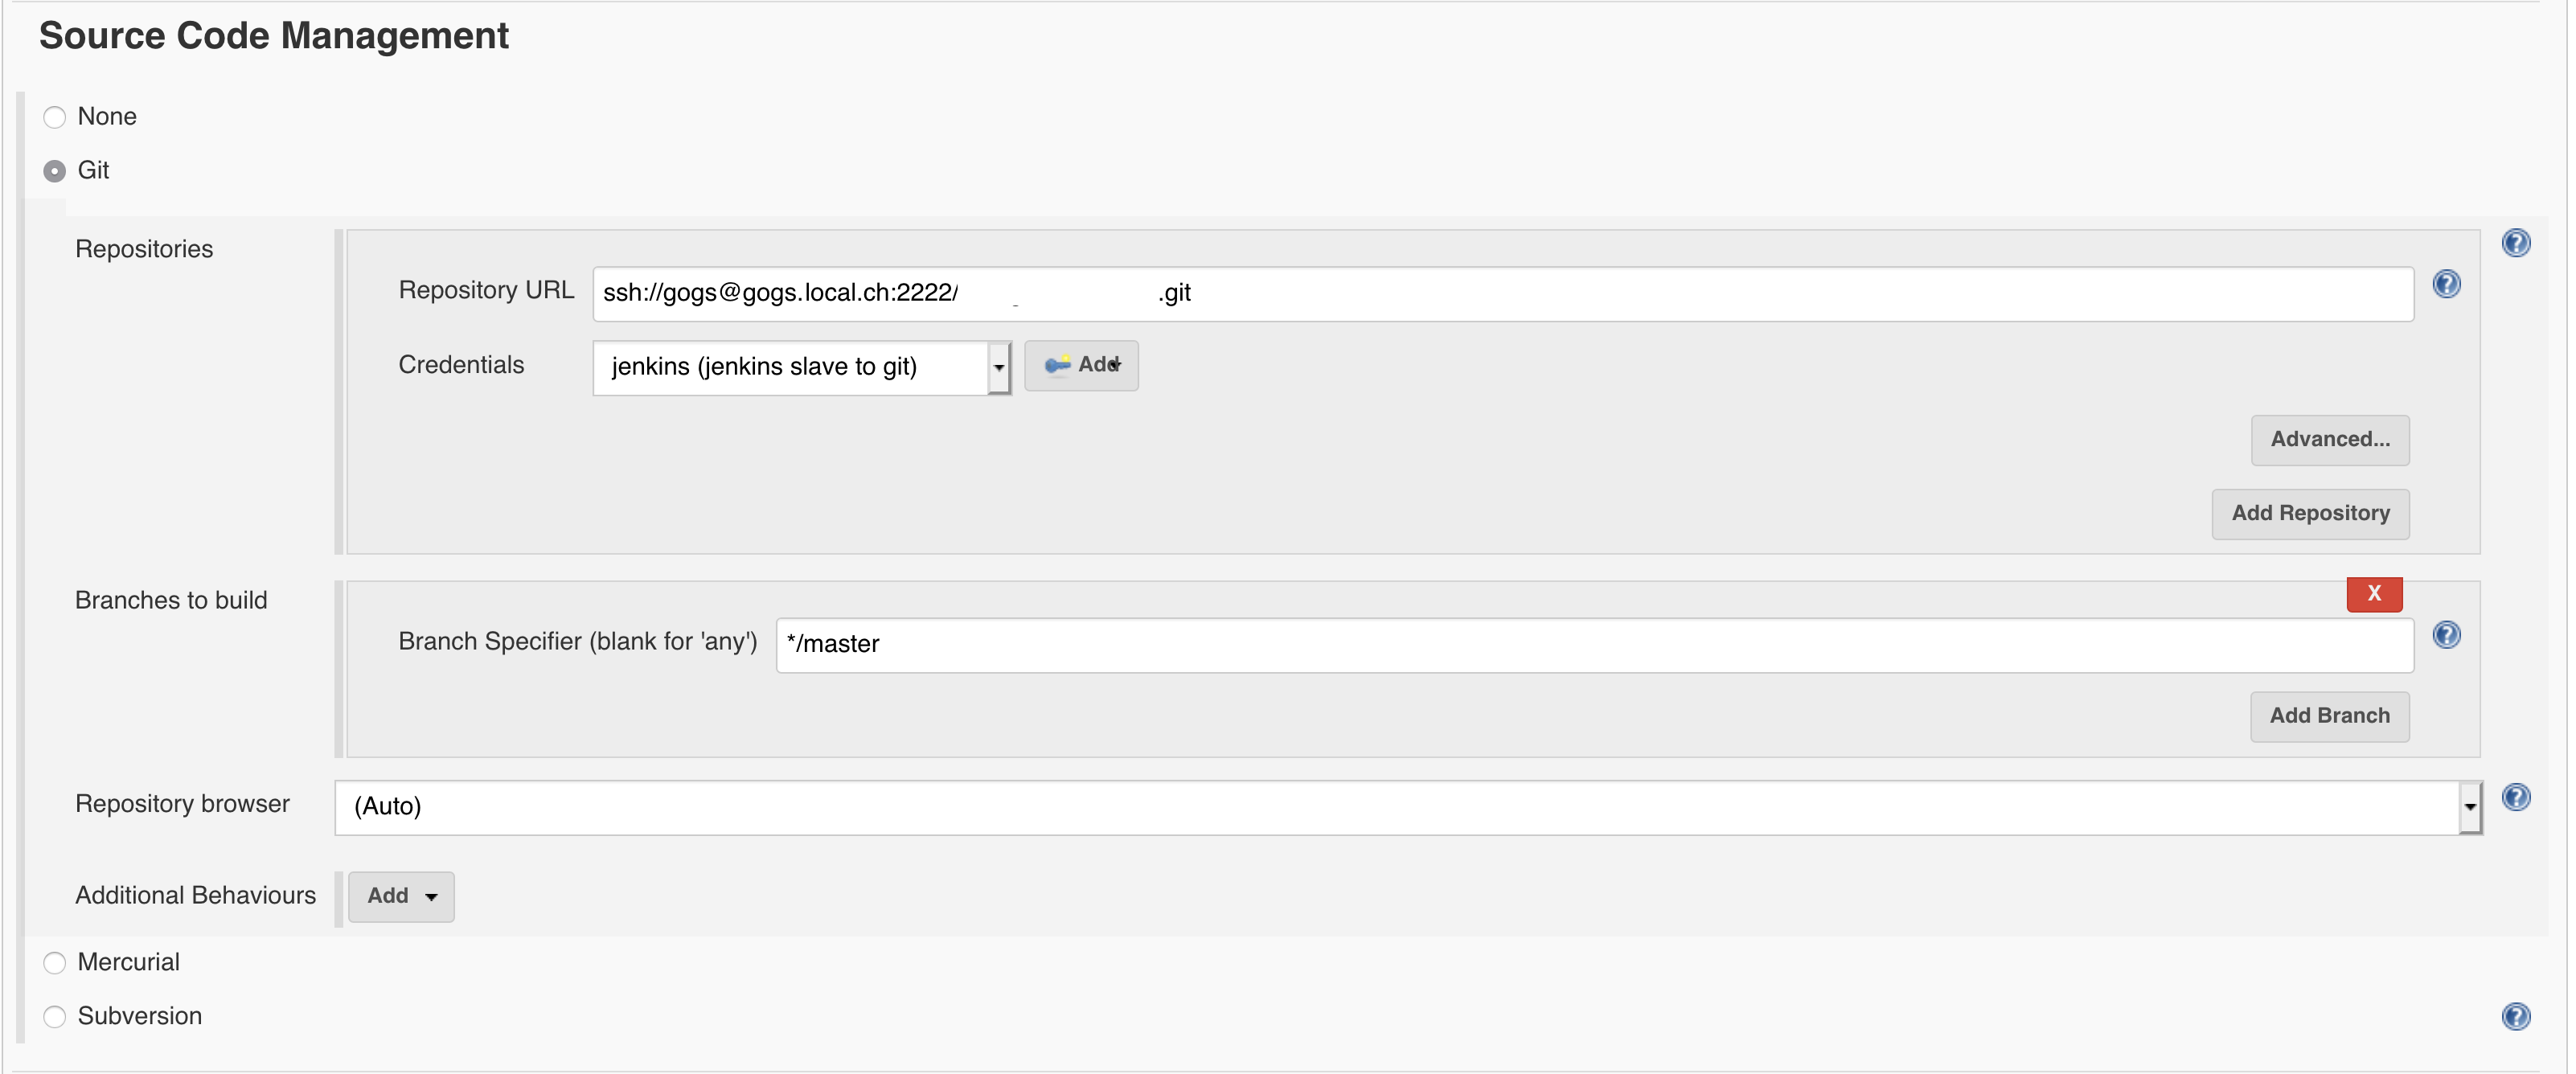 Source Code Management
None
Git
Repositories
Repository URL ssh://gogs@gogs.local.ch:2222/ .git
Credentials jenkins (jenkins slave to git) Add
Advanced...
Add Repository
Branches to build
X
Branch Specifier (blank for 'any') */master
Add Branch
Repository browser (Auto)
Additional Behaviours Add
Mercurial
Subversion